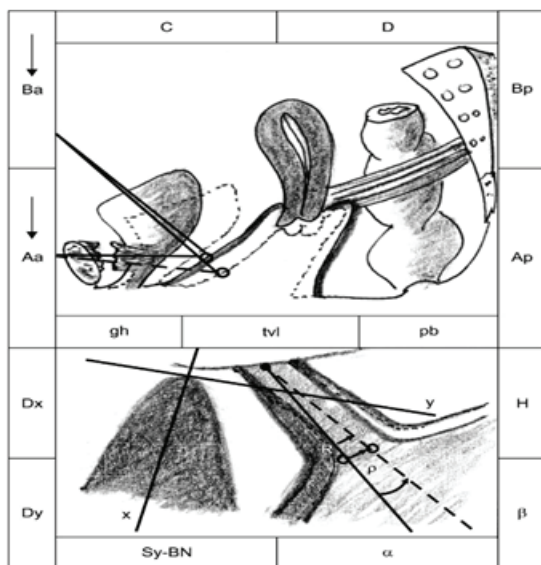 C D
Ba Bp
Aa Ap
gh tvl pb
Dx H
y
ρ
x
Dy β
Sy-BN α